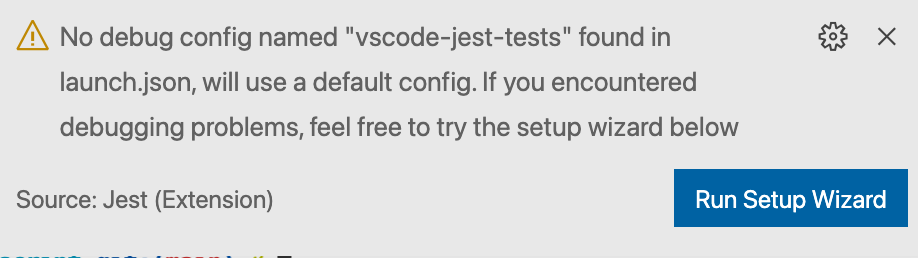 No debug config named "vscode-jest-tests" found in
launch.json, will use a default config. If you encountered
debugging problems, feel free to try the setup wizard below
Source: Jest (Extension)
Run Setup Wizard